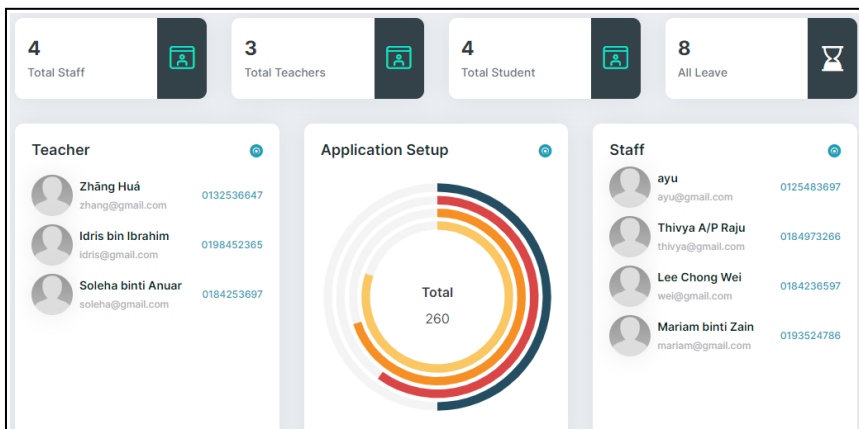 4
Total Staff
3
Total Teachers
4
Total Student
8
All Leave
Teacher
Zhāng Huá
zhang@gmail.com
0132536647
Idris bin Ibrahim
idris@gmail.com
0198452365
Soleha binti Anuar
soleha@gmail.com
0184253697
Application Setup
Total
260
Staff
ayu
ayu@gmail.com
0125483697
Thivya A/P Raju
thivya@gmail.com
0184973266
Lee Chong Wei
wei@gmail.com
0184236597
Mariam binti Zain
mariam@gmail.com
0193524786